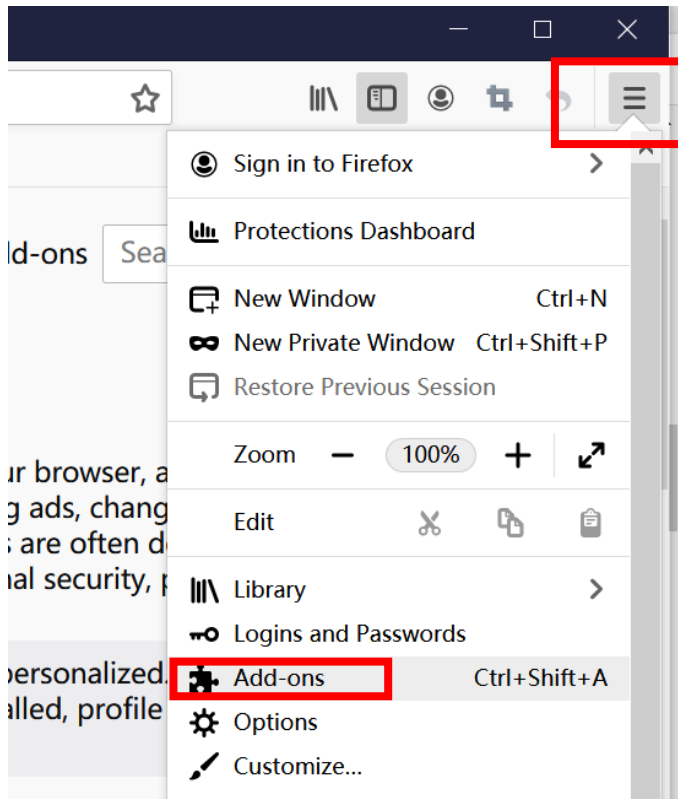 Sign in to Firefox
Protections Dashboard
ld-ons Sea
New Window Ctrl+N
New Private Window Ctrl+Shift+P
Restore Previous Session
Zoom 100%
ur browser, a
g ads, chang
Edit
s are often d
nal security, p
Library
Logins and Passwords
personalized.
Add-ons Ctrl+Shift+A
alled, profile
Options
Customize...